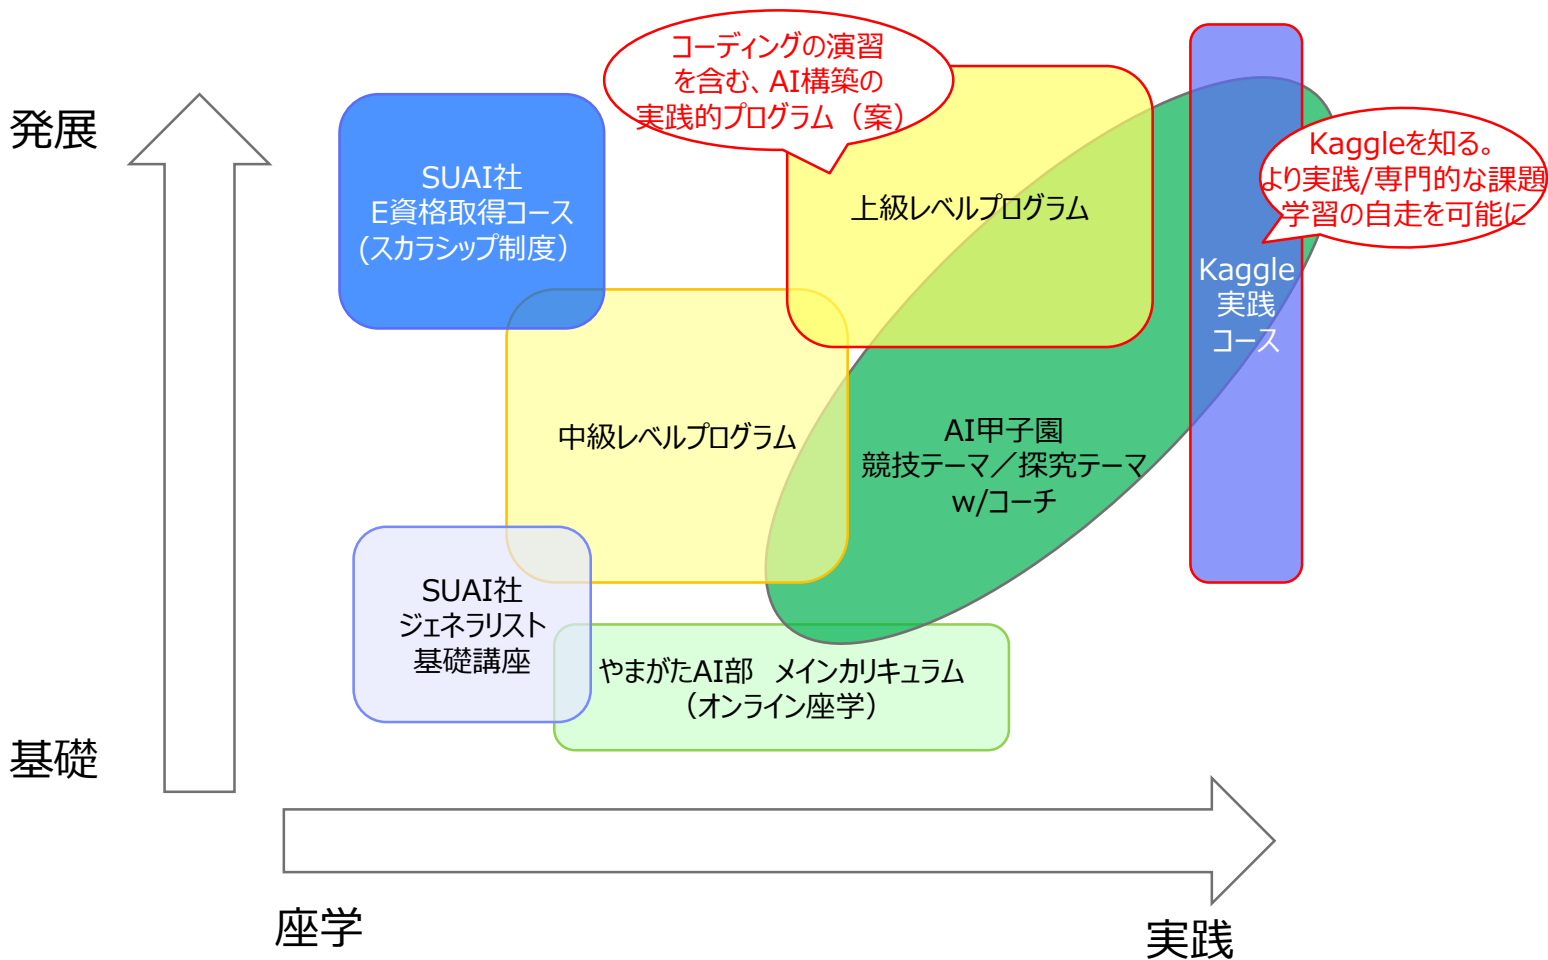 コーディングの演習
を含む、AI構築の
実践的プログラム（案）
発展
Kaggleを知る。
より実践/専門的な課題
学習の自走を可能に
SUAI社
E資格取得コース
(スカラシップ制度）
上級レベルプログラム
Kaggle
実践
コース
中級レベルプログラム
AI甲子園
競技テーマ／探究テーマ
w/コーチ
SUAI社
ジェネラリスト
基礎講座
やまがたAI部　メインカリキュラム
（オンライン座学）
基礎
座学
実践